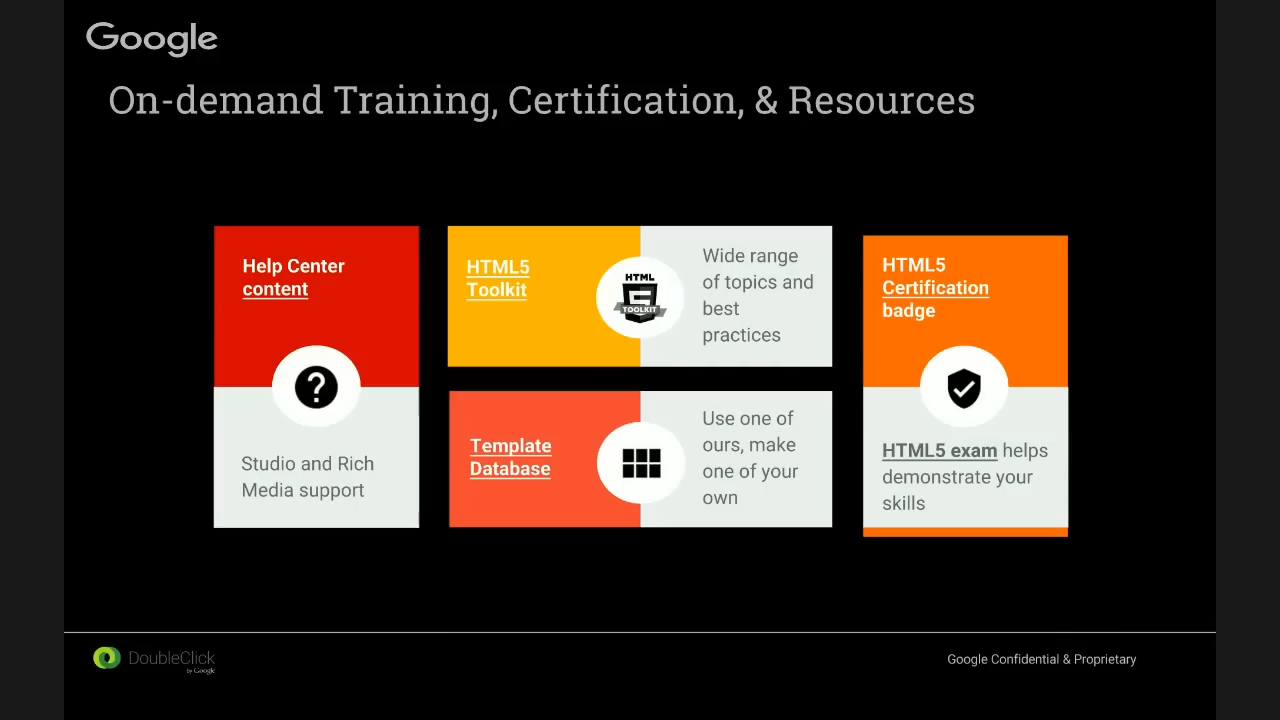 Google
On-demand Training, Certification, & Resources
Help Center
content
Studio and Rich
Media support
HTML5
Toolkit
HTML
TOOLKIT
Wide range
of topics and
best
practices
Template
Database
Use one of
ours, make
one of your
own
HTML5
Certification
badge
HTML5 exam helps
demonstrate your
skills
DoubleClick
by Google
Google Confidential & Proprietary